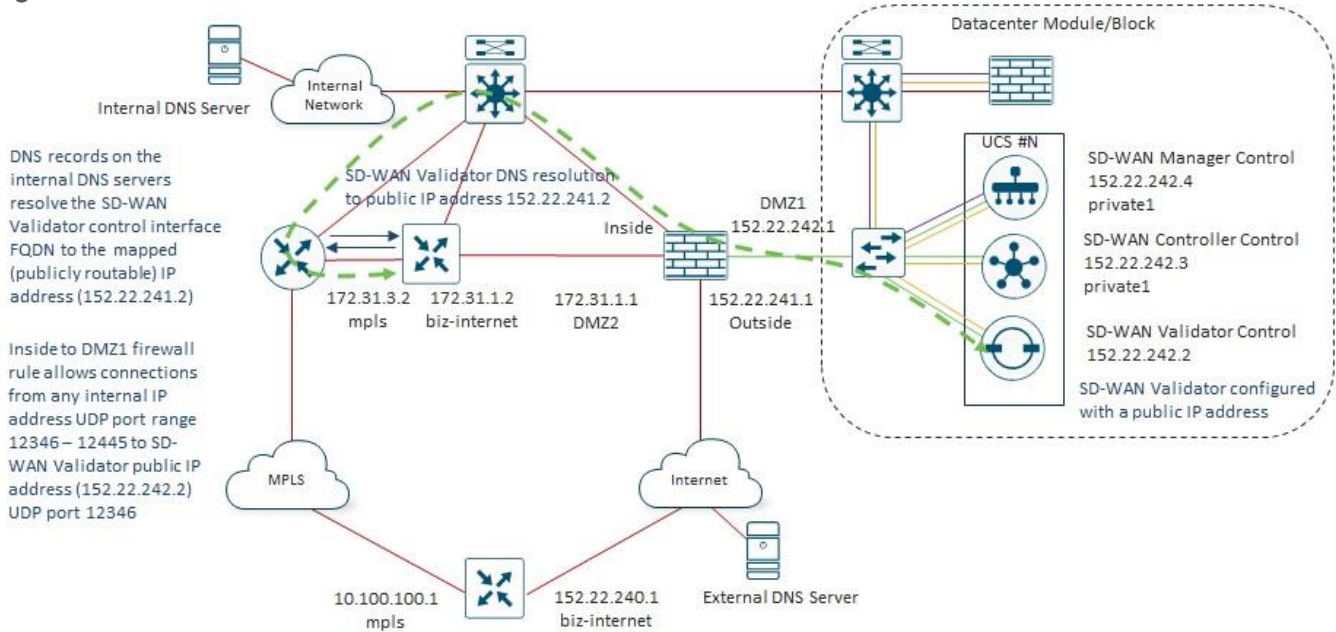 Datacenter Module/Block
Internal DNS Server
Internal
Network
DNS records on the
internal DNS servers
resolve the SD-WAN
Validator control interface
FQDN to the mapped
(publicly routable) IP
address (152.22.241.2)
Inside to DMZ1 firewall
rule allows connections
from any internal IP
address UDP port range
12346 – 12445 to SD-
WAN Validator public IP
address (152.22.242.2)
UDP port 12346
SD-WAN Validator DNS resolution
to public IP address 152.22.241.2
172.31.3.2
mpls
172.31.1.2
biz-internet
172.31.1.1
DMZ2
Inside
DMZ1
152.22.242.1
152.22.241.1
Outside
UCS #N
SD-WAN Manager Control
152.22.242.4
private1
SD-WAN Controller Control
152.22.242.3
private1
SD-WAN Validator Control
152.22.242.2
SD-WAN Validator configured
with a public IP address
MPLS
Internet
10.100.100.1
mpls
152.22.240.1
biz-internet
External DNS Server